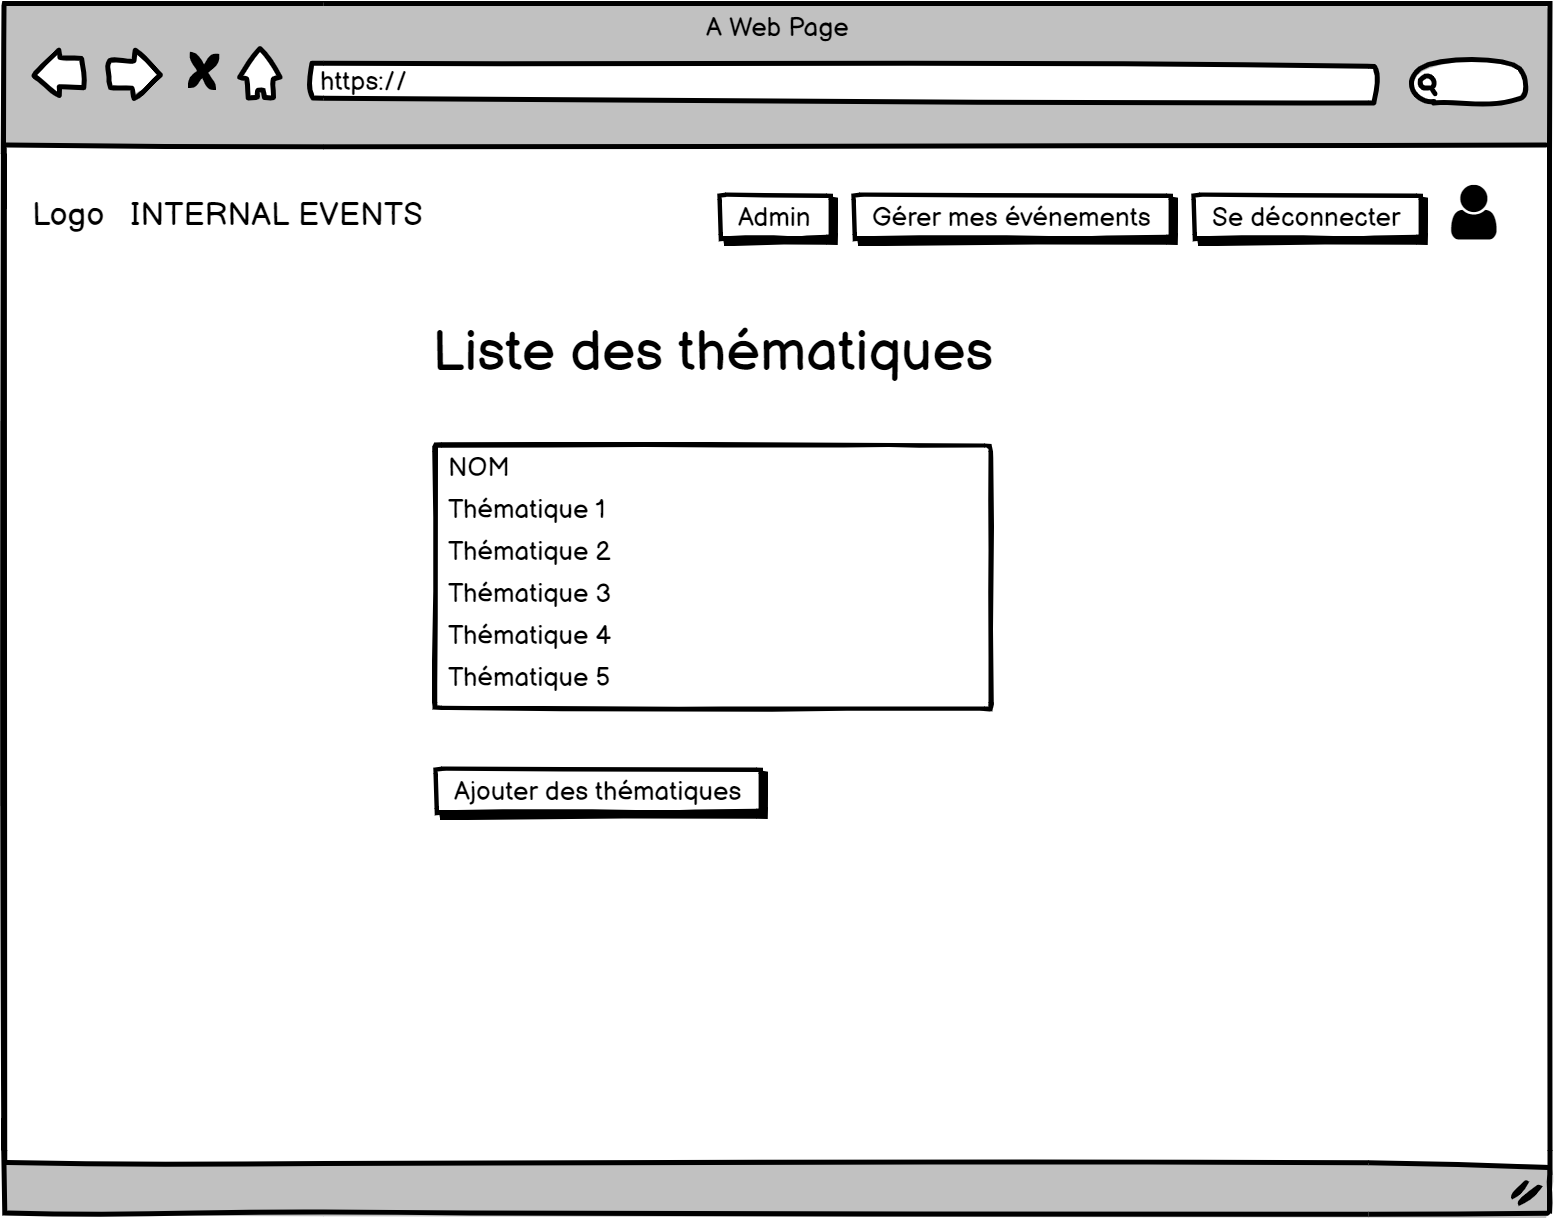 A Web Page
https://
Logo INTERNAL EVENTS Admin Gérer mes événements Se déconnecter
Liste des thématiques
NOM
Thématique 1
Thématique 2
Thématique 3
Thématique 4
Thématique 5
Ajouter des thématiques